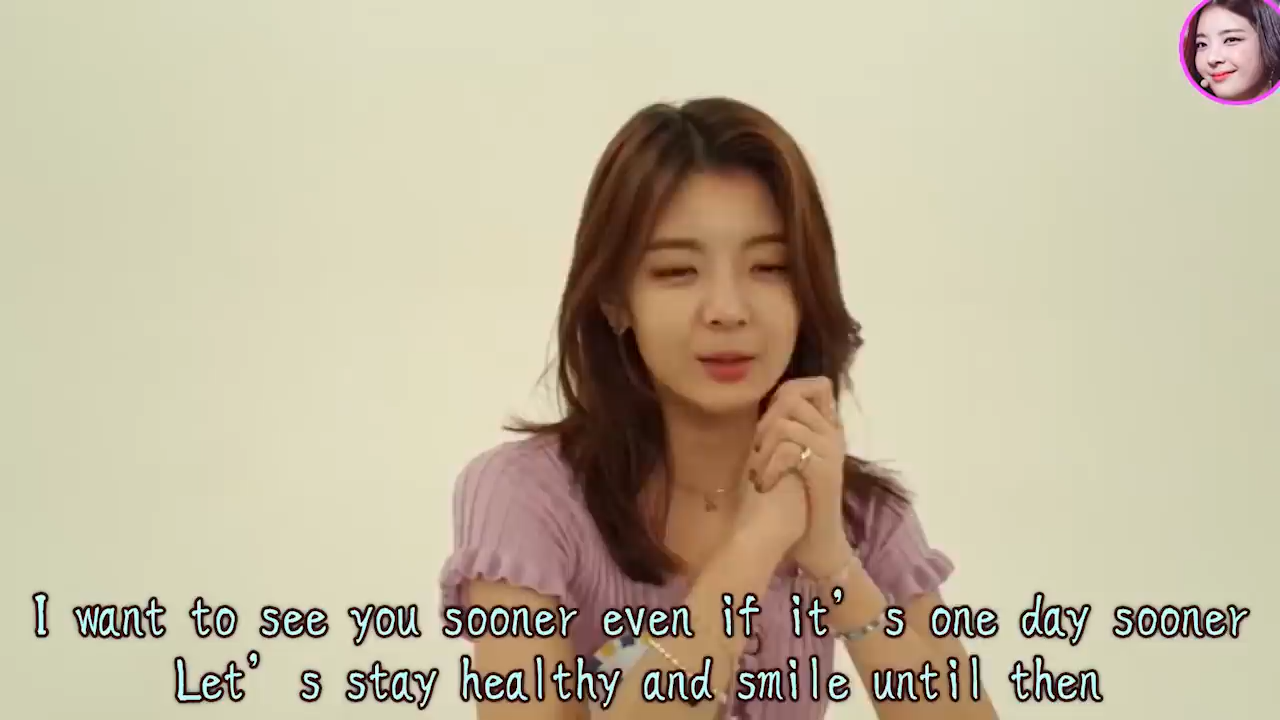 I want to see you sooner even if it's one day sooner
Let's stay healthy and smile until then